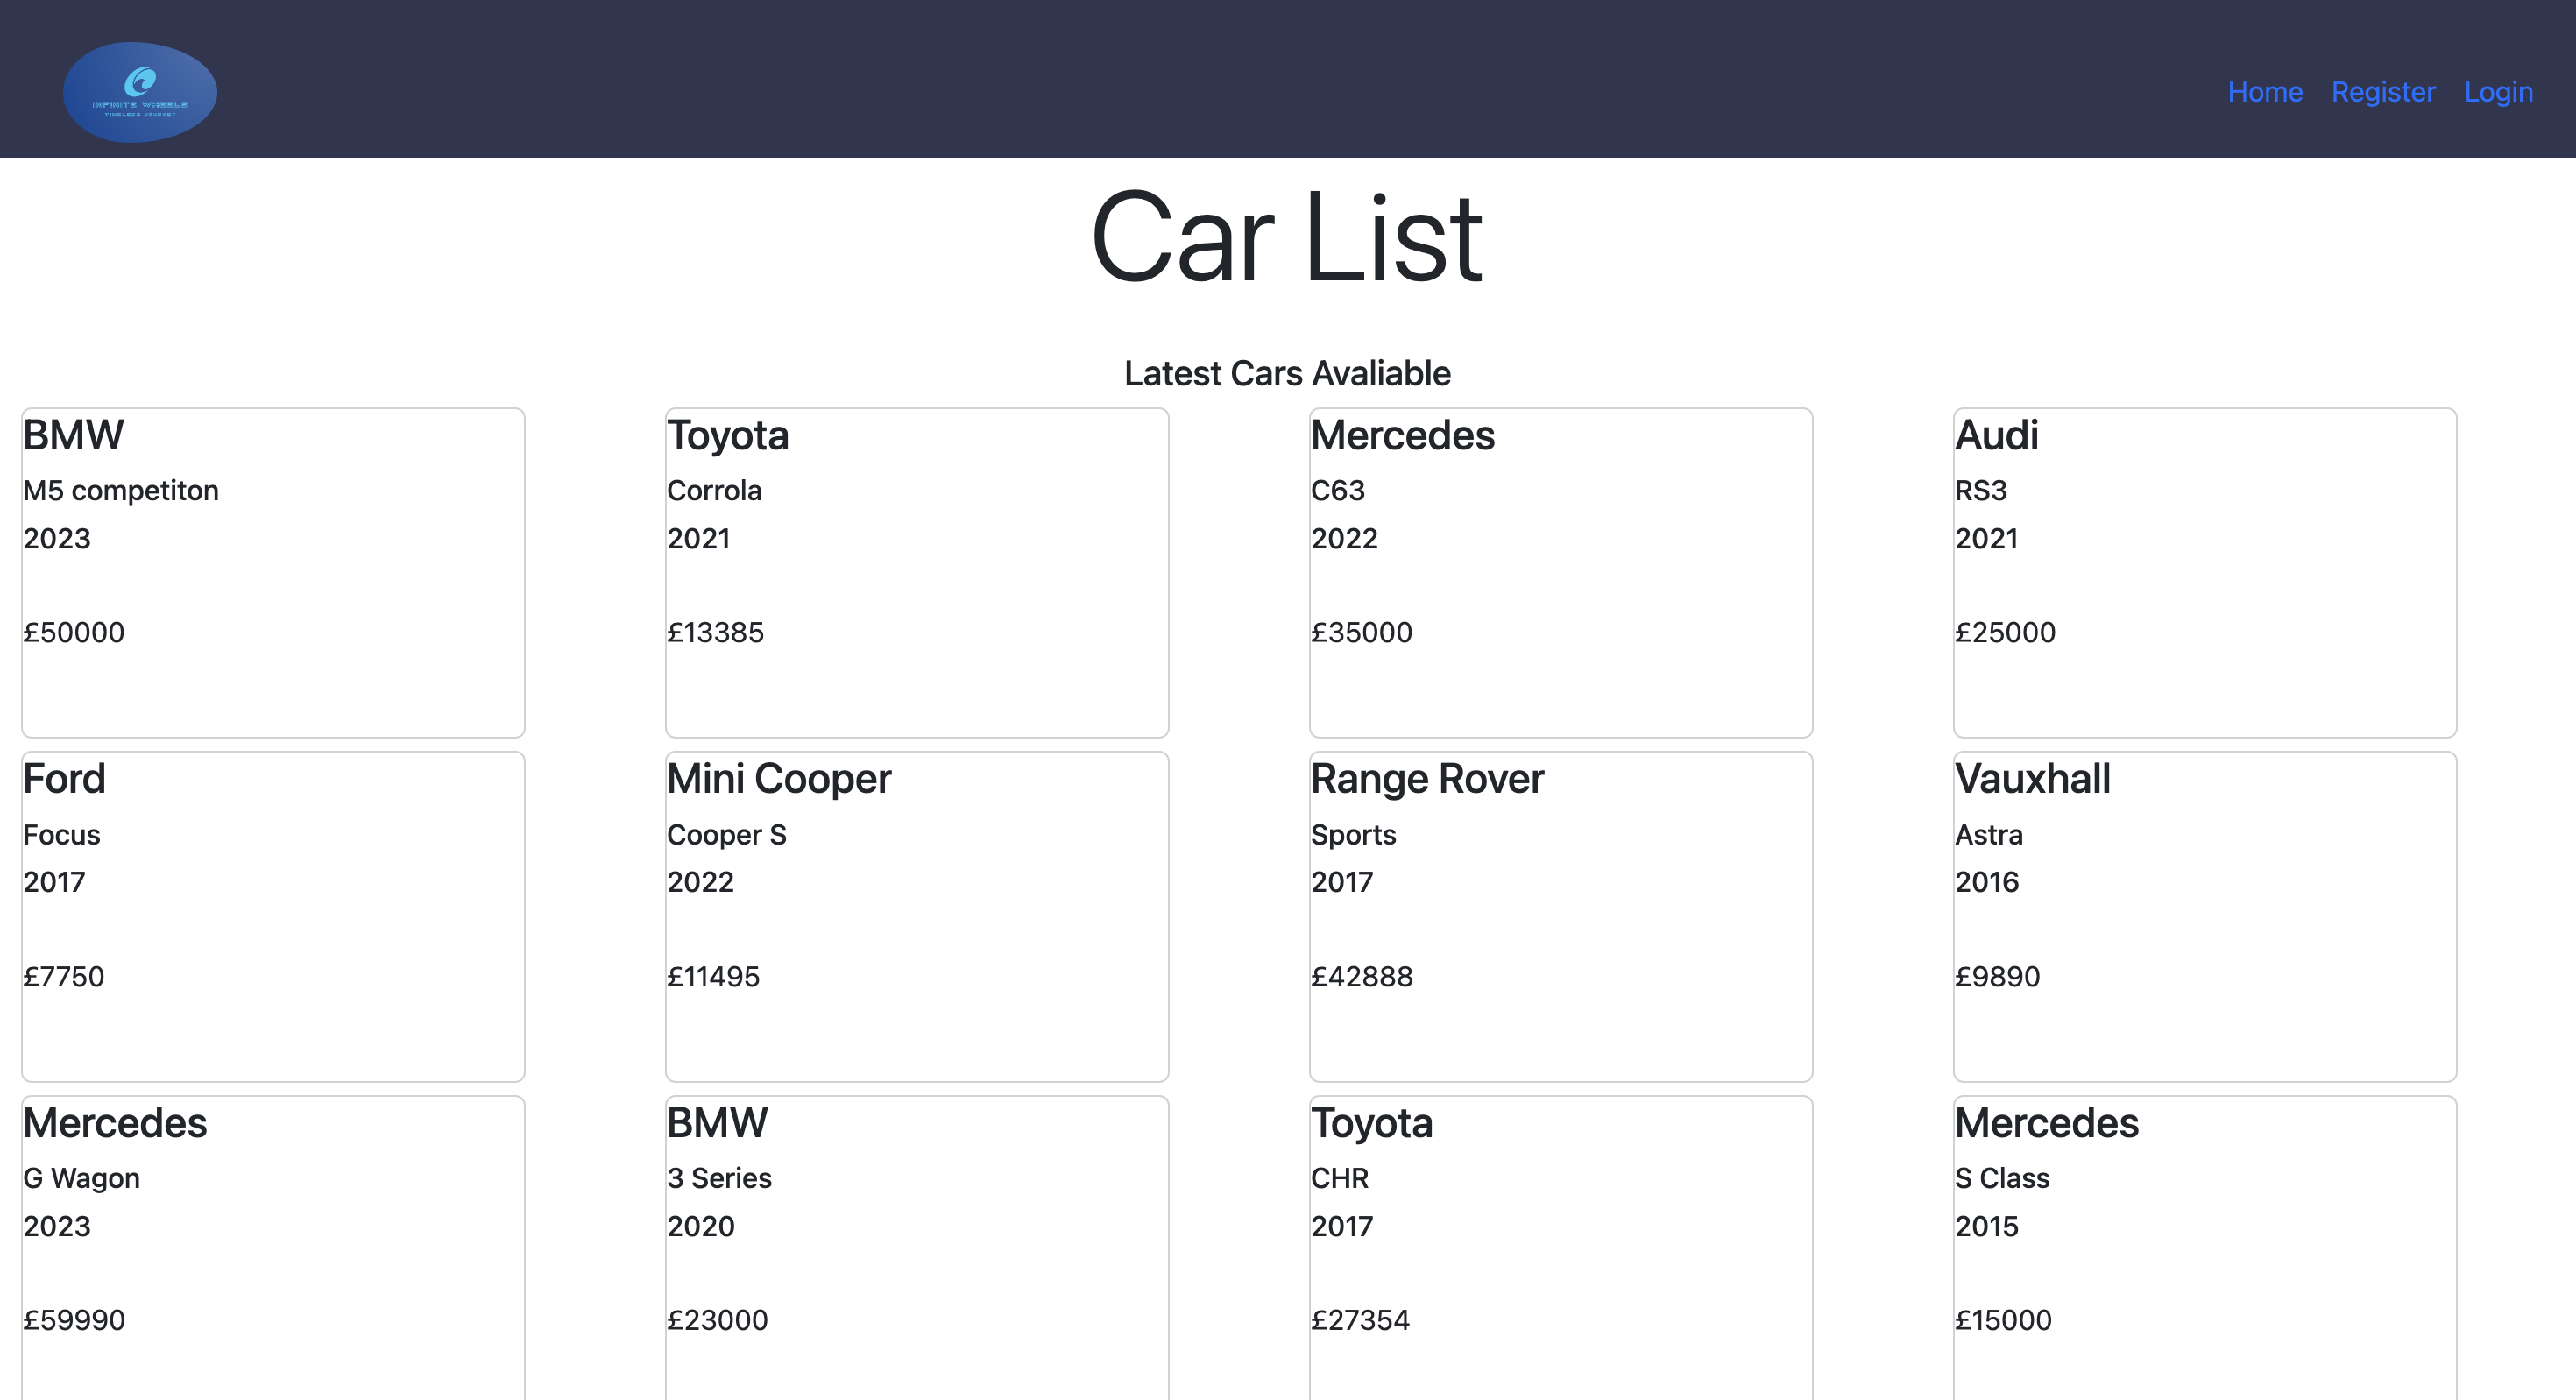 INFINITE WHEELS
TIMELESS JOURNEY
Home Register Login
Car List
Latest Cars Avaliable
BMW
M5 competiton
2023
£50000
Toyota
Corrola
2021
£13385
Mercedes
C63
2022
£35000
Audi
RS3
2021
£25000
Ford
Focus
2017
£7750
Mini Cooper
Cooper S
2022
£11495
Range Rover
Sports
2017
£42888
Vauxhall
Astra
2016
£9890
Mercedes
G Wagon
2023
£59990
BMW
3 Series
2020
£23000
Toyota
CHR
2017
£27354
Mercedes
S Class
2015
£15000